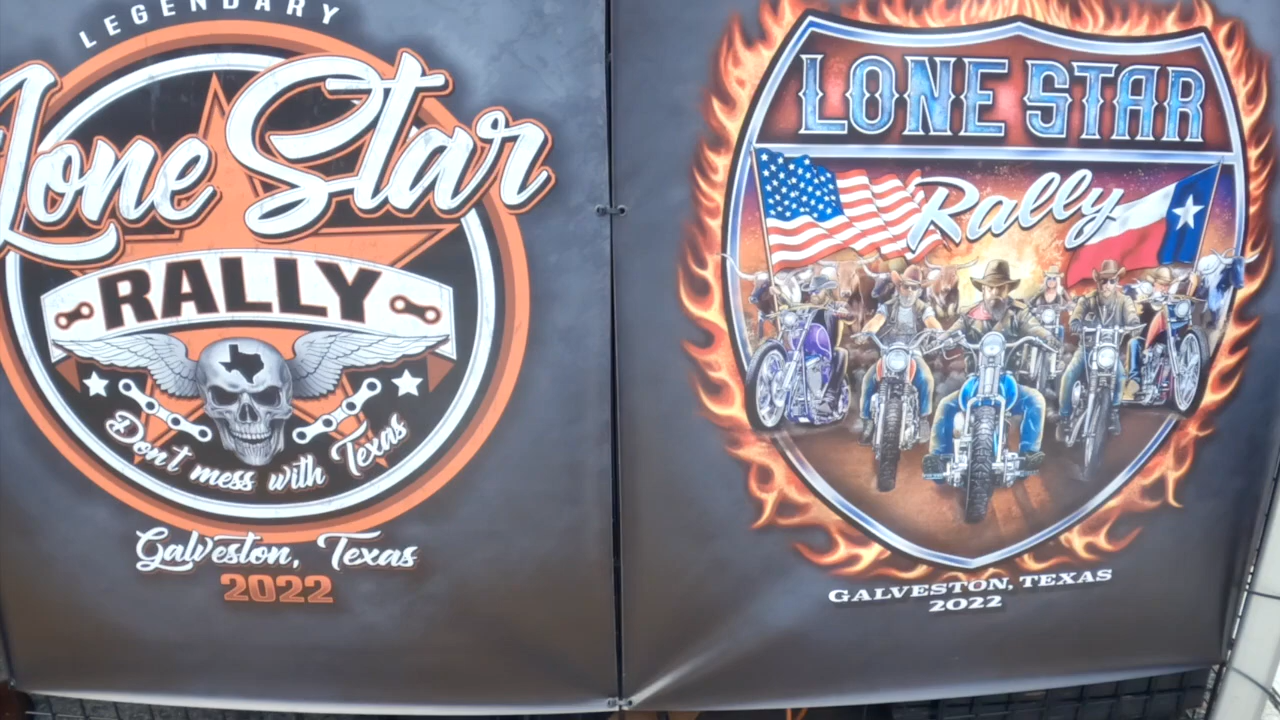 LEGENDARY
Lone Star
RALLY
Don't mess with Texas
Galveston, Texas
2022
LONE STAR
Rally
GALVESTON, TEXAS
2022